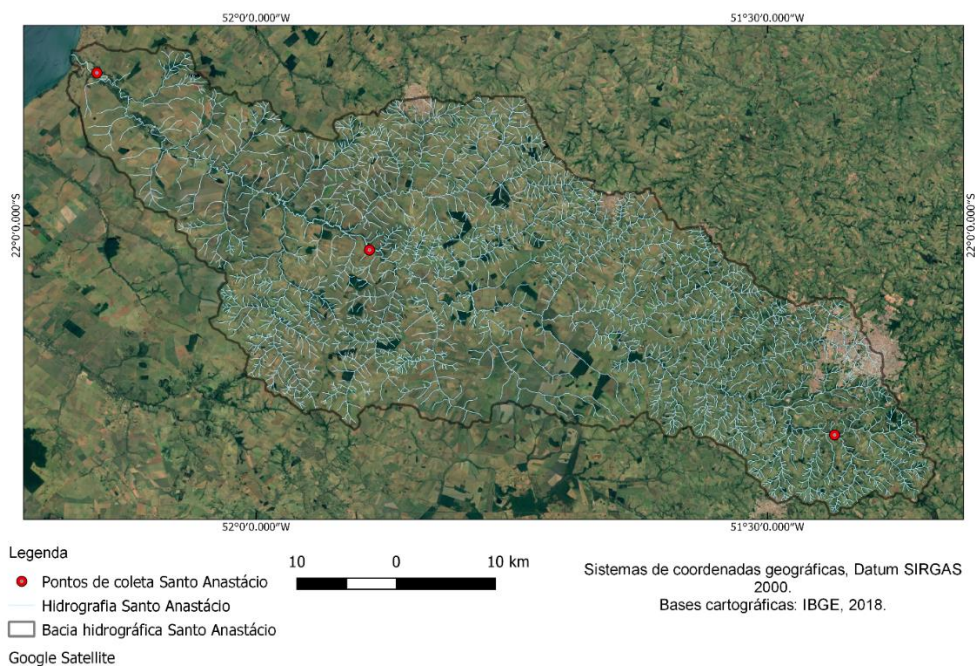 52°0'0.000"W
51°30'0.000"W
22°0'0.000"S
22°0'0.000"S
52°0'0.000"W
51°30'0.000"W
Legenda
Pontos de coleta Santo Anastácio
Hidrografia Santo Anastácio
Bacia hidrográfica Santo Anastácio
Google Satellite
10 0 10 km
Sistemas de coordenadas geográficas, Datum SIRGAS
2000.
Bases cartográficas: IBGE, 2018.